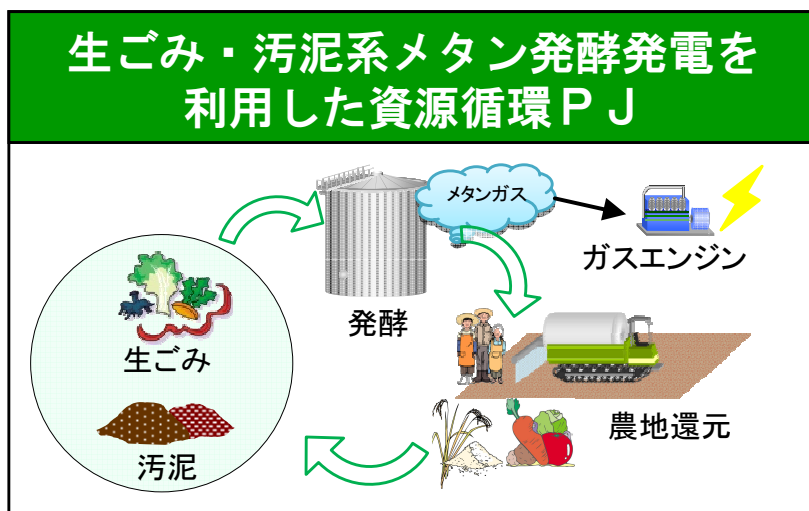 生ごみ・汚泥系メタン発酵発電を
利用した資源循環ＰＪ
メタンガス
ガスエンジン
発酵
生ごみ
農地還元
汚泥